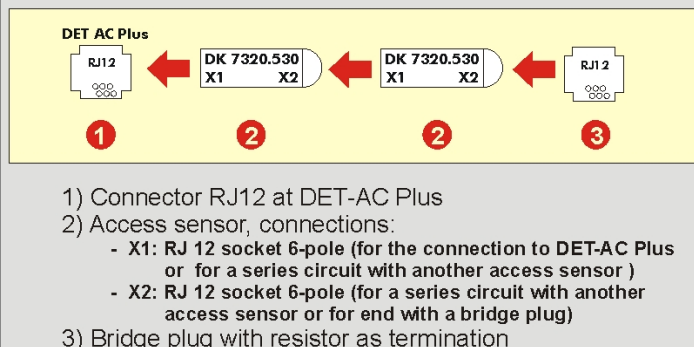 DET AC Plus
RJ12
DK 7320.530
X1 X2
DK 7320.530
X1 X2
RJ12
1
2
2
3
1) Connector RJ12 at DET-AC Plus
2) Access sensor, connections:
- X1: RJ 12 socket 6-pole (for the connection to DET-AC Plus
or for a series circuit with another access sensor )
- X2: RJ 12 socket 6-pole (for a series circuit with another
access sensor or for end with a bridge plug)
3) Bridge plug with resistor as termination